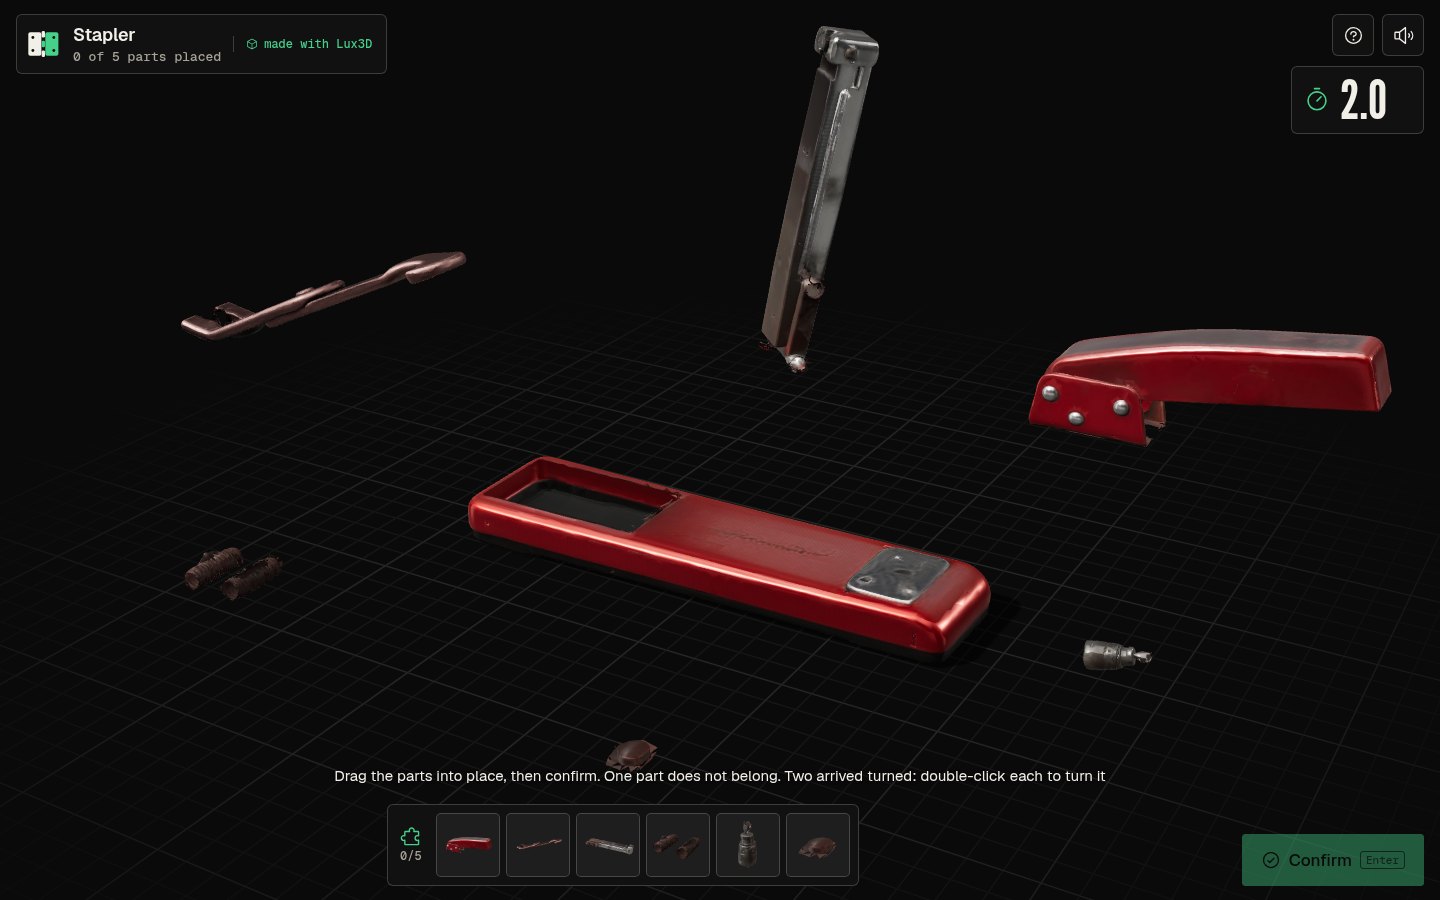 Stapler
0 of 5 parts placed
made with Lux3D
2.0
Drag the parts into place, then confirm. One part does not belong. Two arrived turned: double-click each to turn it
0/5
Confirm Enter